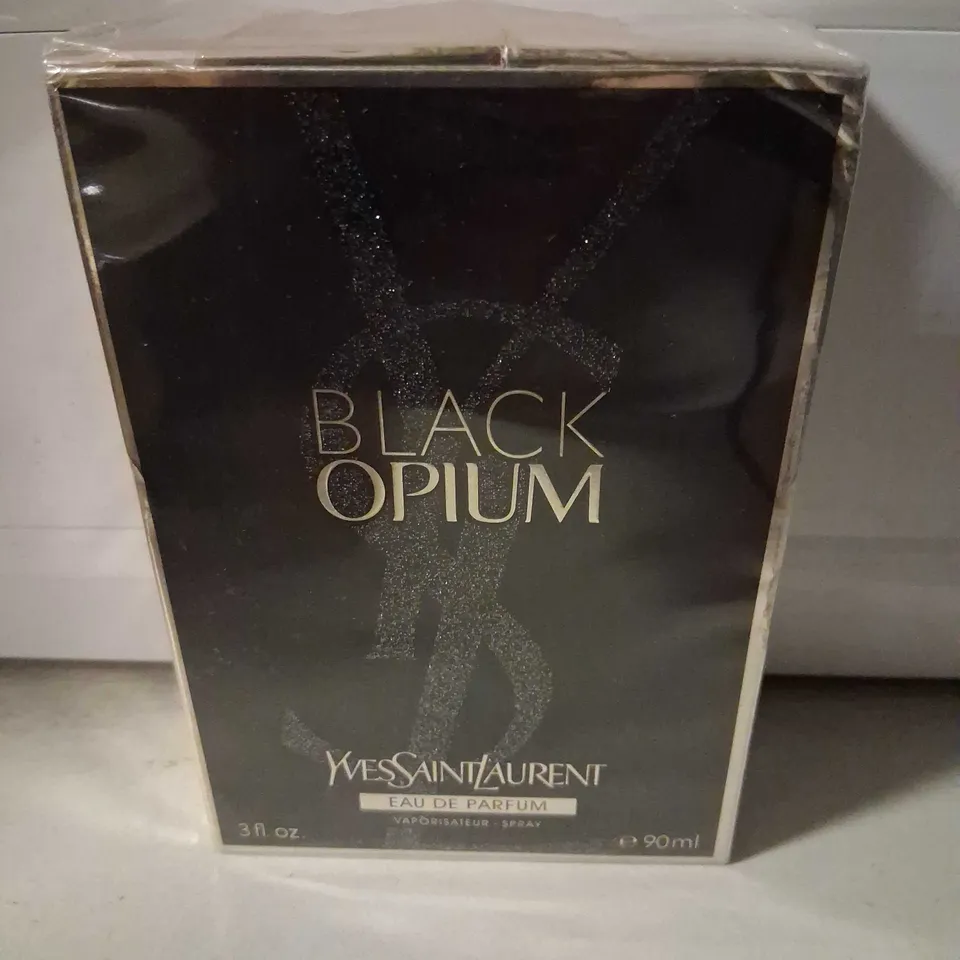 BLACK
OPIUM
YVESSAINTLAURENT
EAU DE PARFUM
VAPORISATEUR - SPRAY
3 fl oz. ℮ 90ml